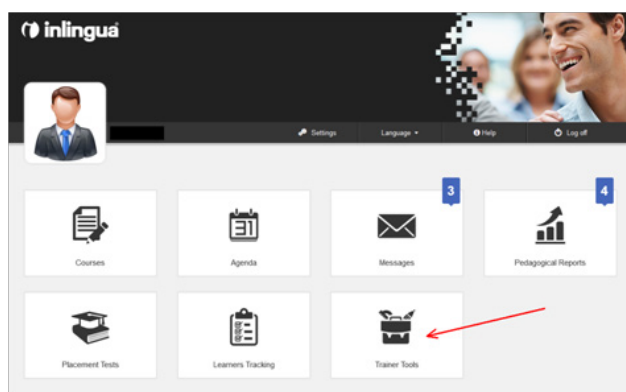 inlingua
Settings Language Help Log off
3 4
31
Courses Agenda Messages Pedagogical Reports
Placement Tests Learners Tracking Trainer Tools